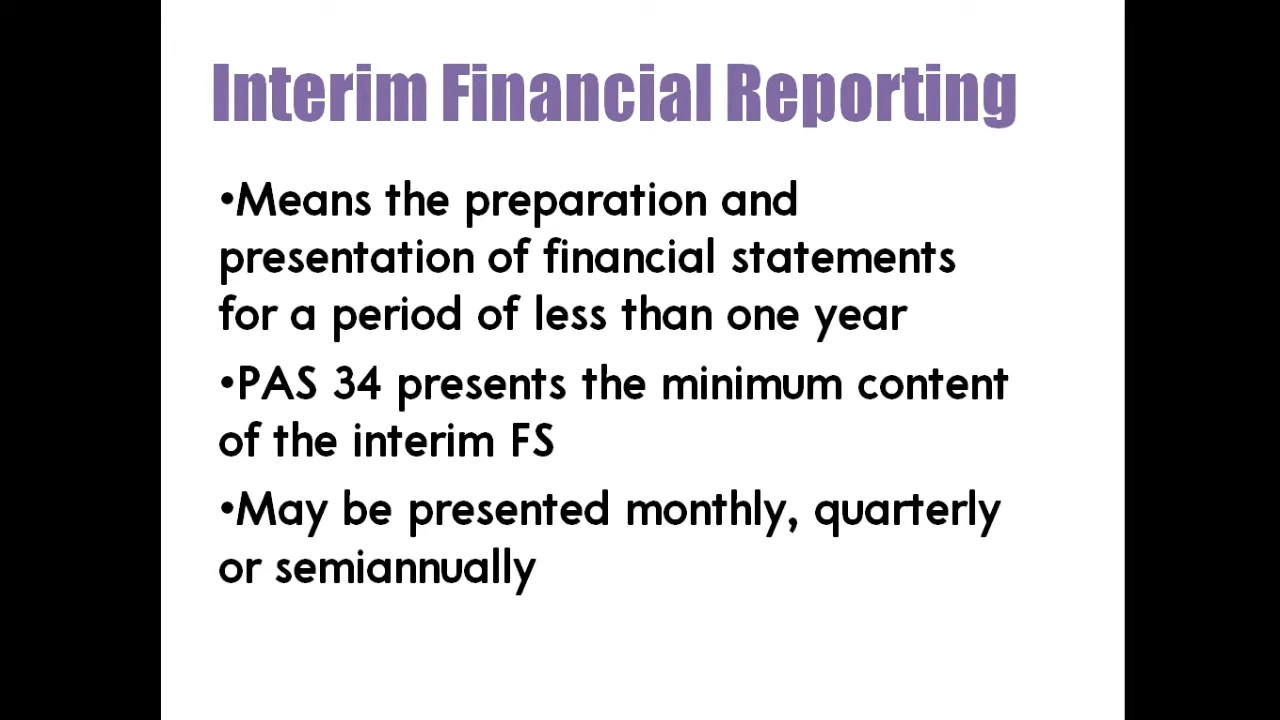 Interim Financial Reporting
•Means the preparation and
presentation of financial statements
for a period of less than one year
•PAS 34 presents the minimum content
of the interim FS
•May be presented monthly, quarterly
or semiannually